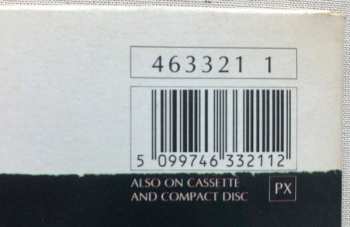 463321 1
5 099746 332112
ALSO ON CASSETTE
AND COMPACT DISC
PX